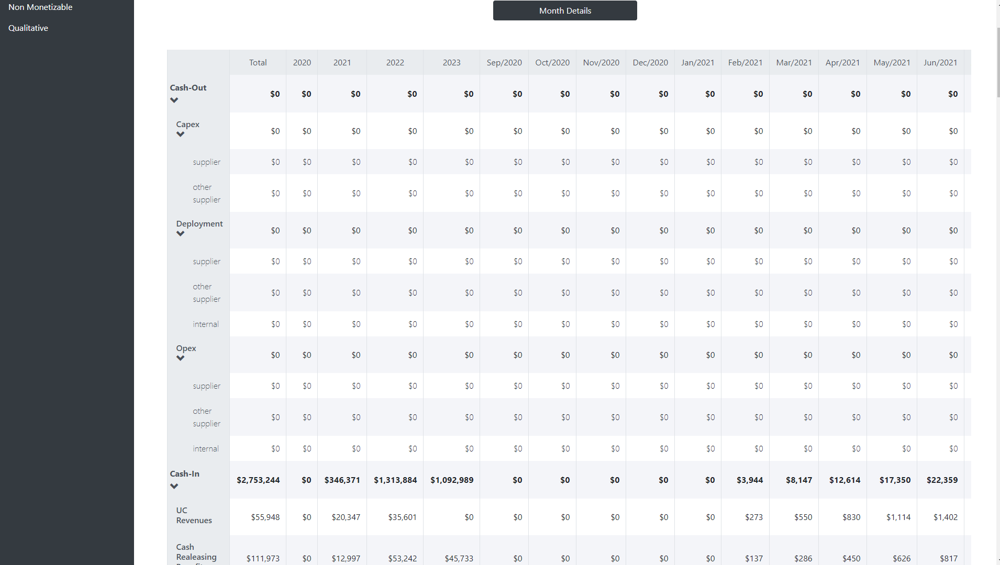 Non Monetizable
Qualitative
Month Details
Total 2020 2021 2022 2023 Sep/2020 Oct/2020 Nov/2020 Dec/2020 Jan/2021 Feb/2021 Mar/2021 Apr/2021 May/2021 Jun/2021
Cash-Out
$0 $0 $0 $0 $0 $0 $0 $0 $0 $0 $0 $0 $0 $0 $0
Capex
$0 $0 $0 $0 $0 $0 $0 $0 $0 $0 $0 $0 $0 $0 $0
supplier $0 $0 $0 $0 $0 $0 $0 $0 $0 $0 $0 $0 $0 $0 $0
other
supplier
$0 $0 $0 $0 $0 $0 $0 $0 $0 $0 $0 $0 $0 $0 $0
Deployment
$0 $0 $0 $0 $0 $0 $0 $0 $0 $0 $0 $0 $0 $0 $0
supplier $0 $0 $0 $0 $0 $0 $0 $0 $0 $0 $0 $0 $0 $0 $0
other
supplier
$0 $0 $0 $0 $0 $0 $0 $0 $0 $0 $0 $0 $0 $0 $0
internal $0 $0 $0 $0 $0 $0 $0 $0 $0 $0 $0 $0 $0 $0 $0
Opex
$0 $0 $0 $0 $0 $0 $0 $0 $0 $0 $0 $0 $0 $0 $0
supplier $0 $0 $0 $0 $0 $0 $0 $0 $0 $0 $0 $0 $0 $0 $0
other
supplier
$0 $0 $0 $0 $0 $0 $0 $0 $0 $0 $0 $0 $0 $0 $0
internal $0 $0 $0 $0 $0 $0 $0 $0 $0 $0 $0 $0 $0 $0 $0
Cash-In
$2,753,244 $0 $346,371 $1,313,884 $1,092,989 $0 $0 $0 $0 $0 $3,944 $8,147 $12,614 $17,350 $22,359
UC
Revenues
$55,948 $0 $20,347 $35,601 $0 $0 $0 $0 $0 $0 $273 $550 $830 $1,114 $1,402
Cash
Realeasing
$111,973 $0 $12,997 $53,242 $45,733 $0 $0 $0 $0 $0 $137 $286 $450 $626 $817